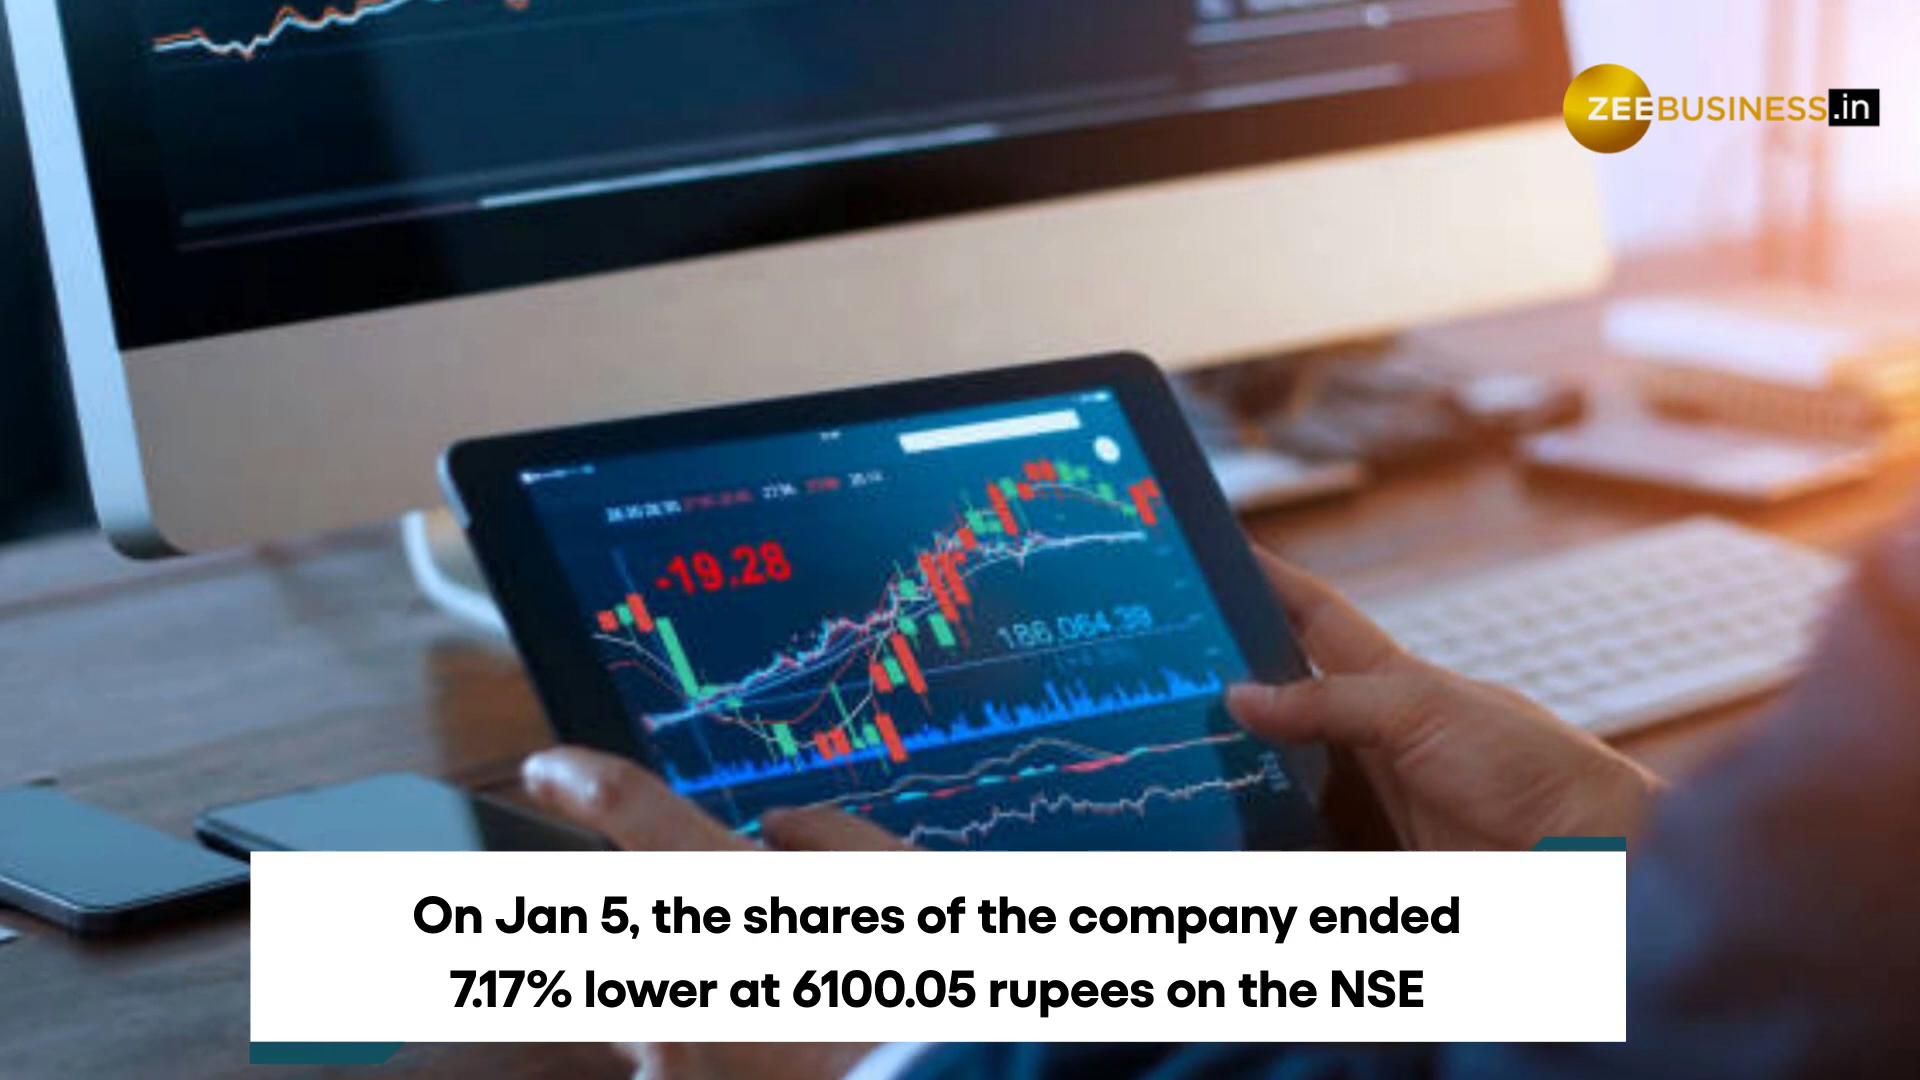 ZEEBUSINESS.in
-19.28
186,064.39
On Jan 5, the shares of the company ended
7.17% lower at 6100.05 rupees on the NSE